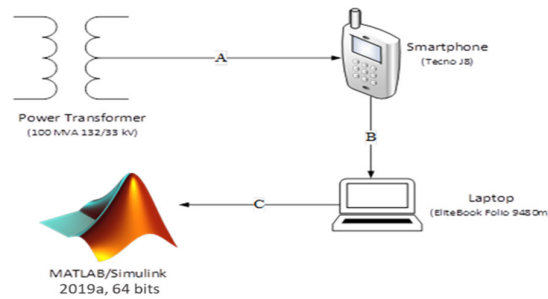 A
Smartphone
(Tecno J8)
Power Transformer
(100 MVA 132/33 kV)
B
C
Laptop
(EliteBook Folio 9480m
MATLAB/Simulink
2019a, 64 bits